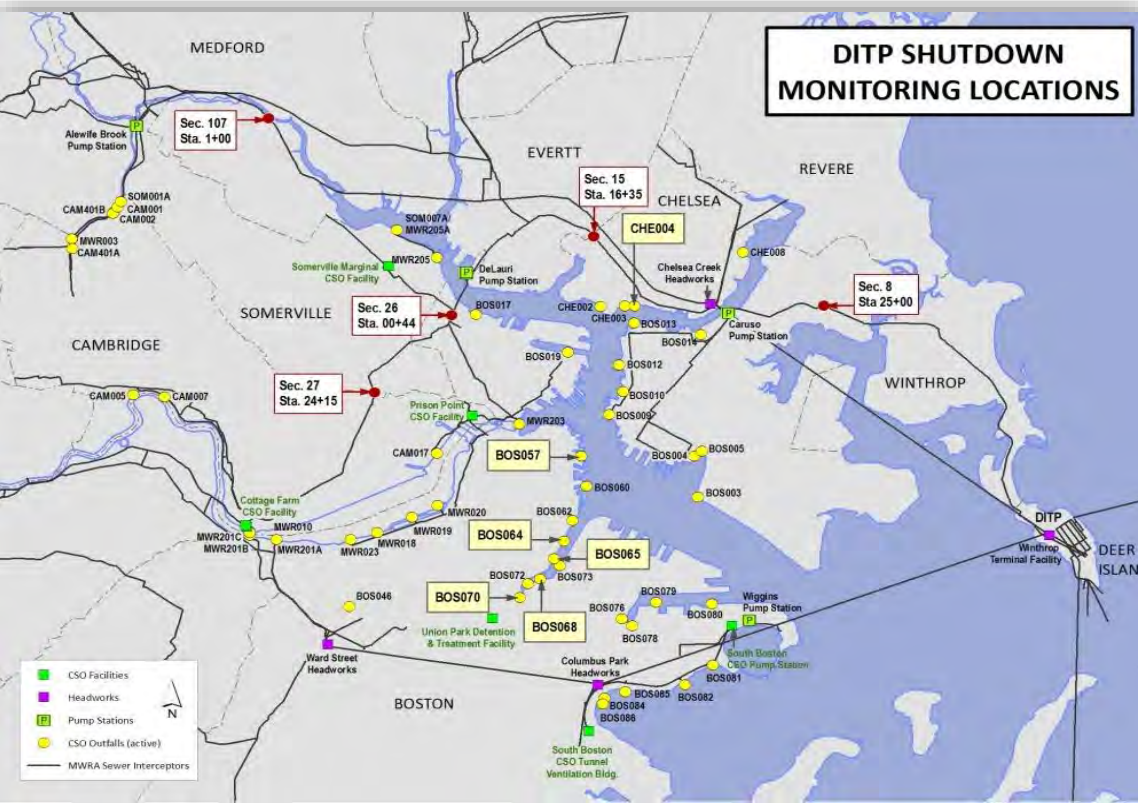 DITP SHUTDOWN
MONITORING LOCATIONS
MEDFORD
Alewife Brook
Pump Station
Sec. 107
Sta. 1+00
EVERTT
REVERE
Sec. 15
Sta. 16+35
CHELSEA
CHE004
SOM001A
CAM401B
CAM001
CAM002
MWR003
CAM401A
SOM007A/
MWR205A
MWR205
Somerville Marginal
CSO Facility
DeLauri
Pump Station
Chelsea Creek
Headworks
CHE008
Sec. 8
Sta 25+00
SOMERVILLE
Sec. 26
Sta. 00+44
BOS017
CHE002
CHE003
BOS013
BOS014
Caruso
Pump Station
CAMBRIDGE
BOS019
BOS012
WINTHROP
Sec. 27
Sta. 24+15
CAM005
CAM007
Prison Point
CSO Facility
MWR203
BOS010
BOS009
CAM017
BOS057
BOS004
BOS005
BOS060
BOS003
Cottage Farm
CSO Facility
MWR010
MWR201C
MWR201B
MWR201A
MWR023
MWR018
MWR019
MWR020
BOS062
BOS064
BOS065
BOS073
BOS072
BOS070
BOS068
DITP
Winthrop
Terminal Facility
DEER
ISLAN
BOS046
Union Park Detention
& Treatment Facility
BOS076
BOS079
BOS078
BOS080
Wiggins
Pump Station
South Boston
CSO Pump Station
Ward Street
Headworks
Columbus Park
Headworks
BOS081
BOS082
BOS085
BOS084
BOS086
BOSTON
South Boston
CSO Tunnel
Ventilation Bldg.
CSO Facilities
Headworks
P Pump Stations
CSO Outfalls (active)
MWRA Sewer Interceptors
N